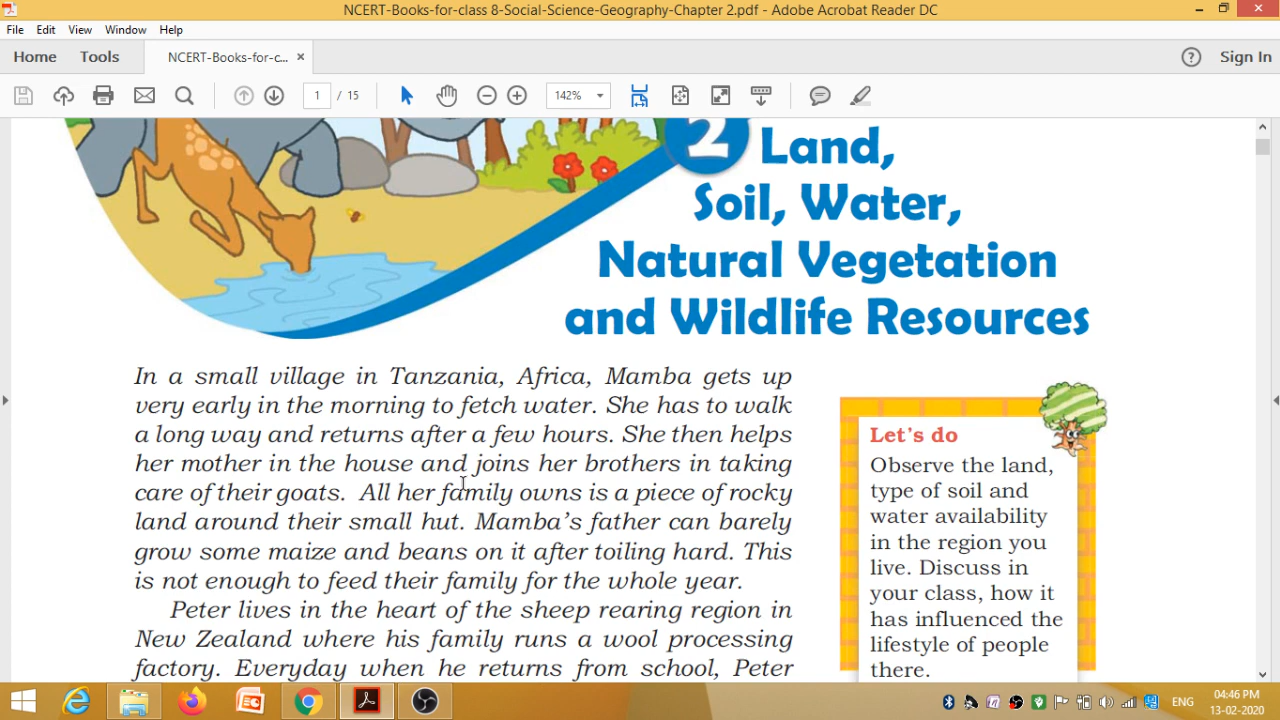 NCERT-Books-for-class 8-Social-Science-Geography-Chapter 2.pdf - Adobe Acrobat Reader DC
File Edit View Window Help
Home Tools NCERT-Books-for-c... ×
Sign In
1 / 15
142%
2 Land,
Soil, Water,
Natural Vegetation
and Wildlife Resources
In a small village in Tanzania, Africa, Mamba gets up
very early in the morning to fetch water. She has to walk
a long way and returns after a few hours. She then helps
her mother in the house and joins her brothers in taking
care of their goats. All her family owns is a piece of rocky
land around their small hut. Mamba's father can barely
grow some maize and beans on it after toiling hard. This
is not enough to feed their family for the whole year.
Peter lives in the heart of the sheep rearing region in
New Zealand where his family runs a wool processing
factory. Everyday when he returns from school, Peter
Let's do
Observe the land,
type of soil and
water availability
in the region you
live. Discuss in
your class, how it
has influenced the
lifestyle of people
there.
ENG
04:46 PM
13-02-2020